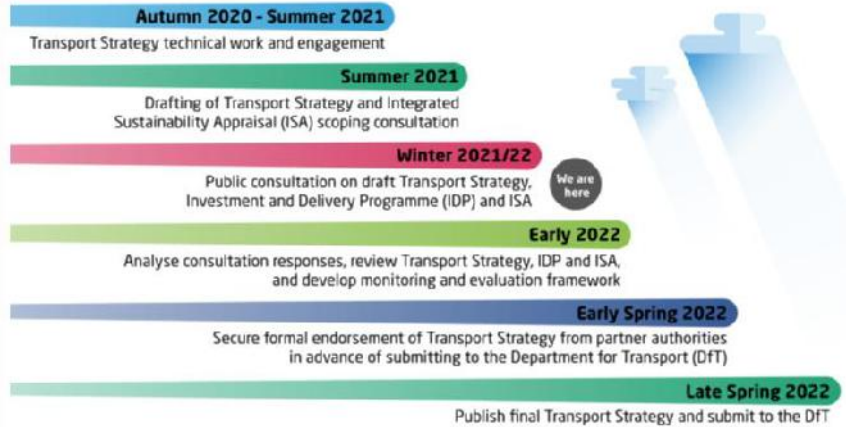 Autumn 2020 - Summer 2021
Transport Strategy technical work and engagement
Summer 2021
Drafting of Transport Strategy and Integrated
Sustainability Appraisal (ISA) scoping consultation
Winter 2021/22
Public consultation on draft Transport Strategy,
Investment and Delivery Programme (IDP) and ISA
We are
here
Early 2022
Analyse consultation responses, review Transport Strategy, IDP and ISA,
and develop monitoring and evaluation framework
Early Spring 2022
Secure formal endorsement of Transport Strategy from partner authorities
in advance of submitting to the Department for Transport (DfT)
Late Spring 2022
Publish final Transport Strategy and submit to the DfT